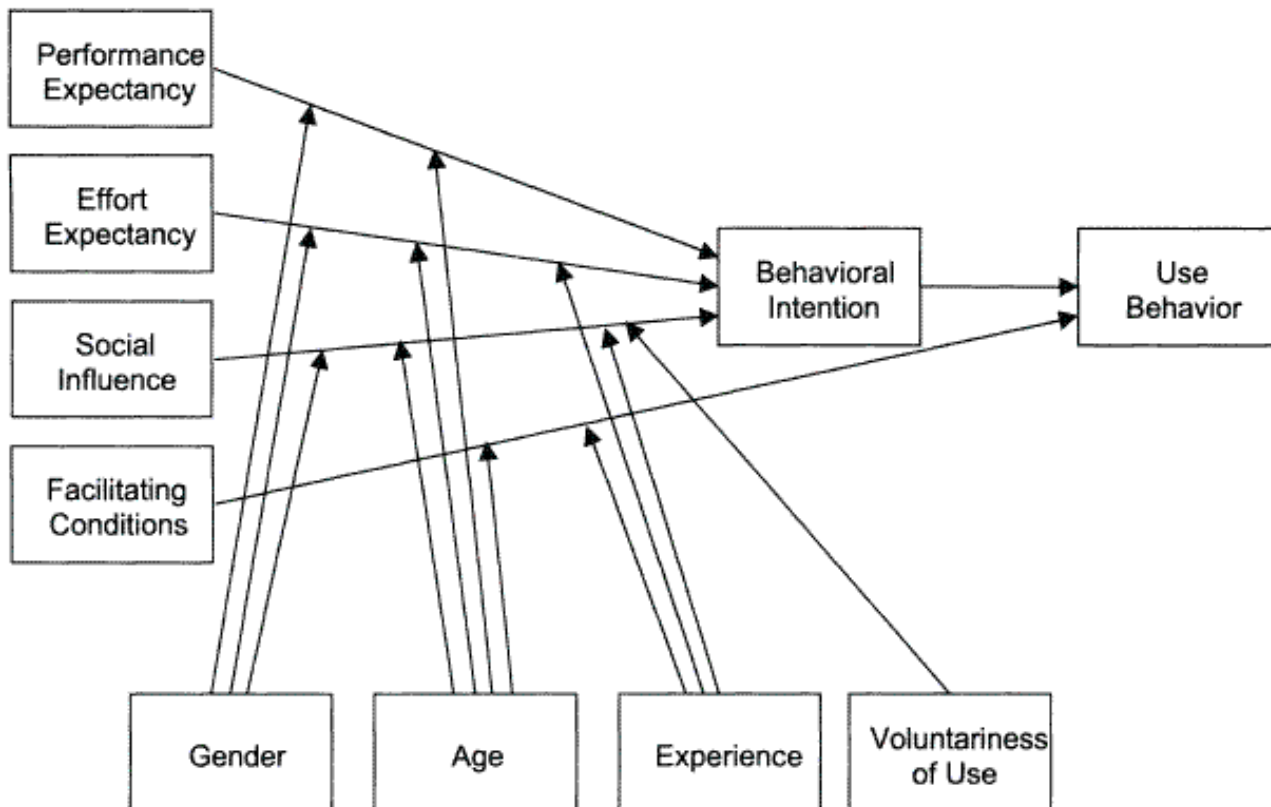 Performance
Expectancy
Effort
Expectancy
Social
Influence
Facilitating
Conditions
Behavioral
Intention
Use
Behavior
Gender
Age
Experience
Voluntariness
of Use